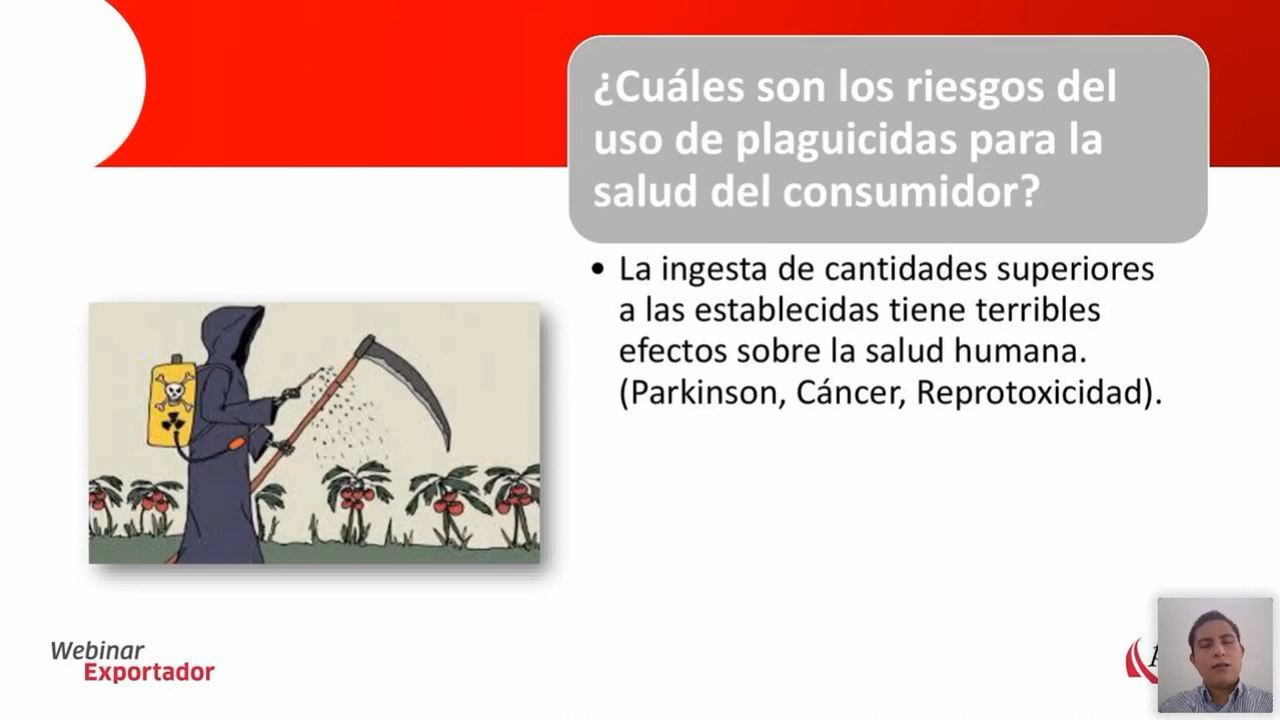 ¿Cuáles son los riesgos del
uso de plaguicidas para la
salud del consumidor?
• La ingesta de cantidades superiores
a las establecidas tiene terribles
efectos sobre la salud humana.
(Parkinson, Cáncer, Reprotoxicidad).
Webinar
Exportador